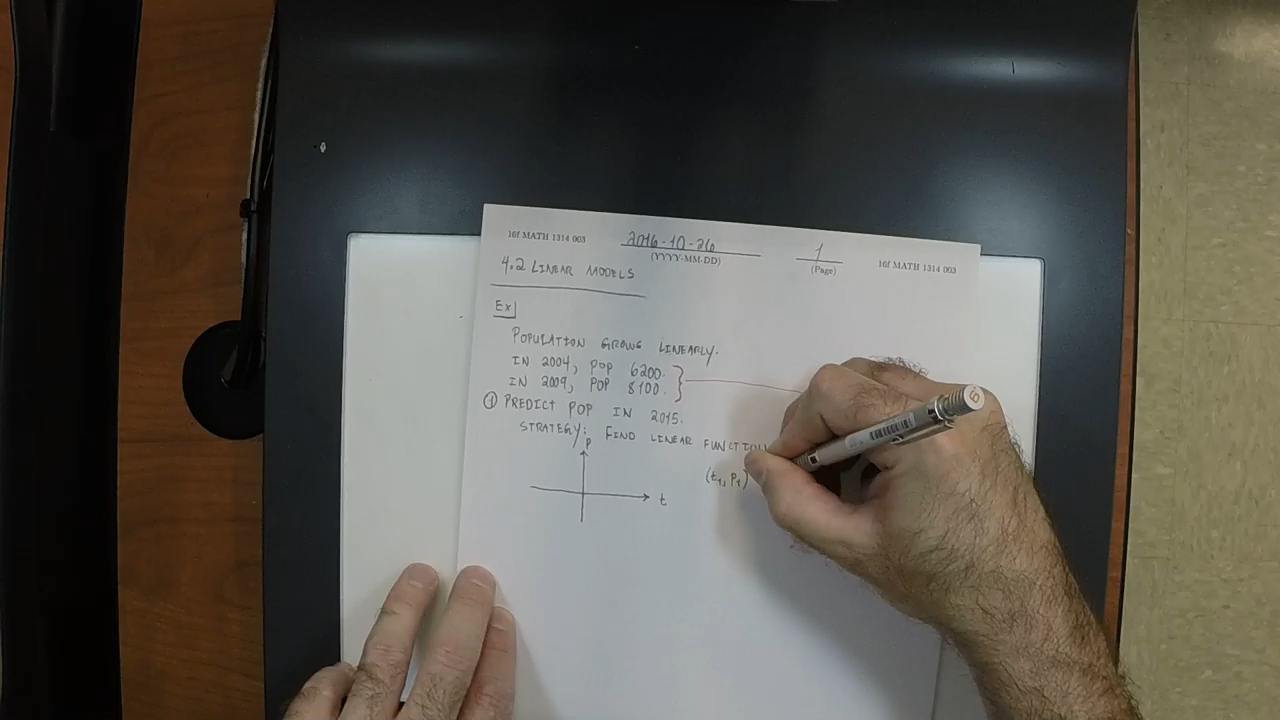 16f MATH 1314 003 2016-10-26 1 16f MATH 1314 003
(YYYY-MM-DD) (Page)
4.2 LINEAR MODELS
Ex
POPULATION GROWS LINEARLY.
IN 2004, POP 6200.
IN 2009, POP 8100.
① PREDICT POP IN 2015.
STRATEGY: FIND LINEAR FUNCTION
P
(t₁, P₁)
t